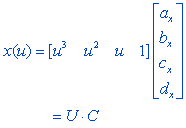 x(u) = [u³ u² u 1] [aₓ bₓ cₓ dₓ]
= U · C